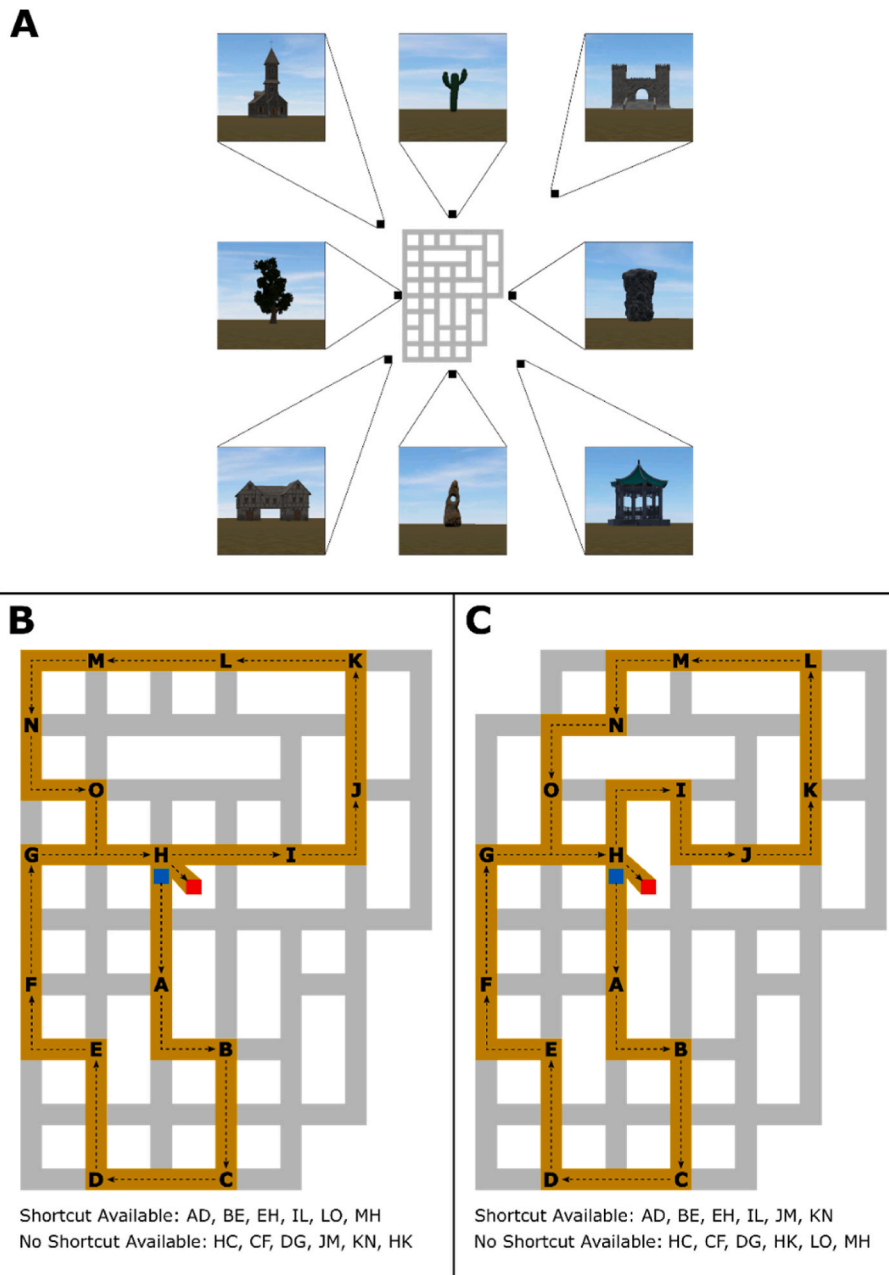 A
B
C
M L K
N
O J
G H I
F A
E B
D C
Shortcut Available: AD, BE, EH, IL, LO, MH
No Shortcut Available: HC, CF, DG, JM, KN, HK
M L
N
O I K
G H J
F A
E B
D C
Shortcut Available: AD, BE, EH, IL, JM, KN
No Shortcut Available: HC, CF, DG, HK, LO, MH